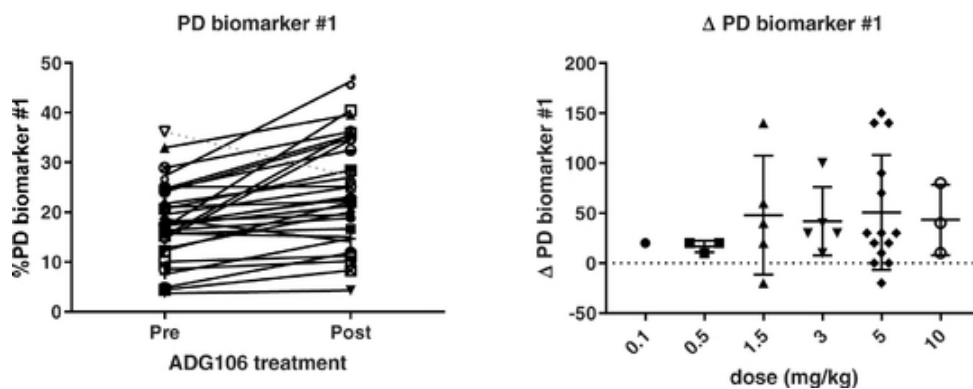 PD biomarker #1
%PD biomarker #1
50
40
30
20
10
0
Pre Post
ADG106 treatment
Δ PD biomarker #1
Δ PD biomarker #1
200
150
100
50
0
-50
0.1 0.5 1.5 3 5 10
dose (mg/kg)